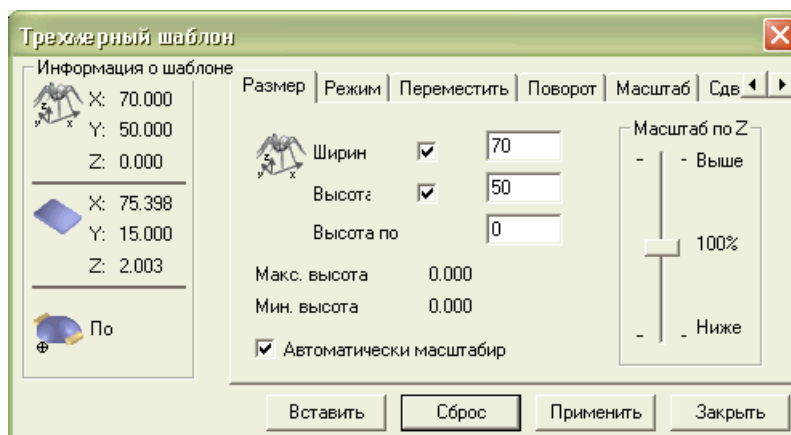 Трехмерный шаблон
Информация о шаблоне
X: 70.000
Y: 50.000
Z: 0.000
X: 75.398
Y: 15.000
Z: 2.003
По
Размер Режим Переместить Поворот Масштаб Сдв
Ширин 70
Высота 50
Высота по 0
Макс. высота 0.000
Мин. высота 0.000
Автоматически масштабир
Масштаб по Z
Выше
100%
Ниже
Вставить Сброс Применить Закрыть